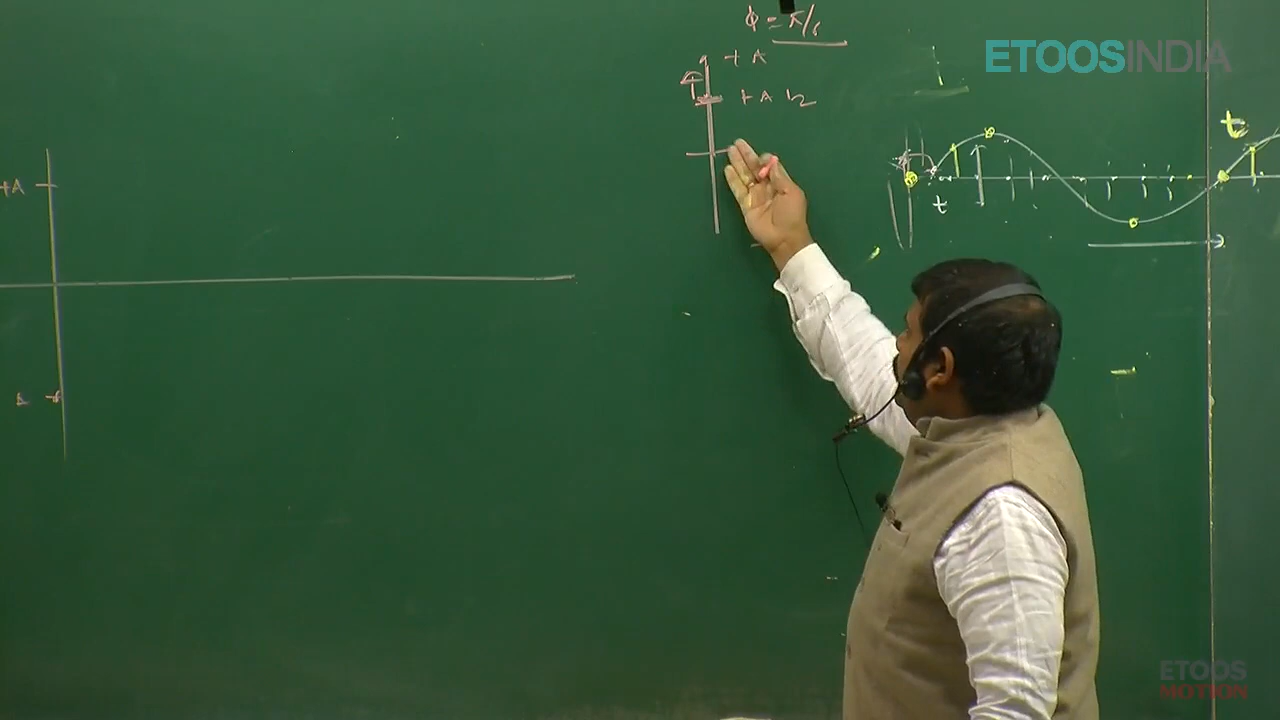 ϕ = π/6
+A
+A/2
ETOOSINDIA
t
t
+A
ETOOS
MOTION